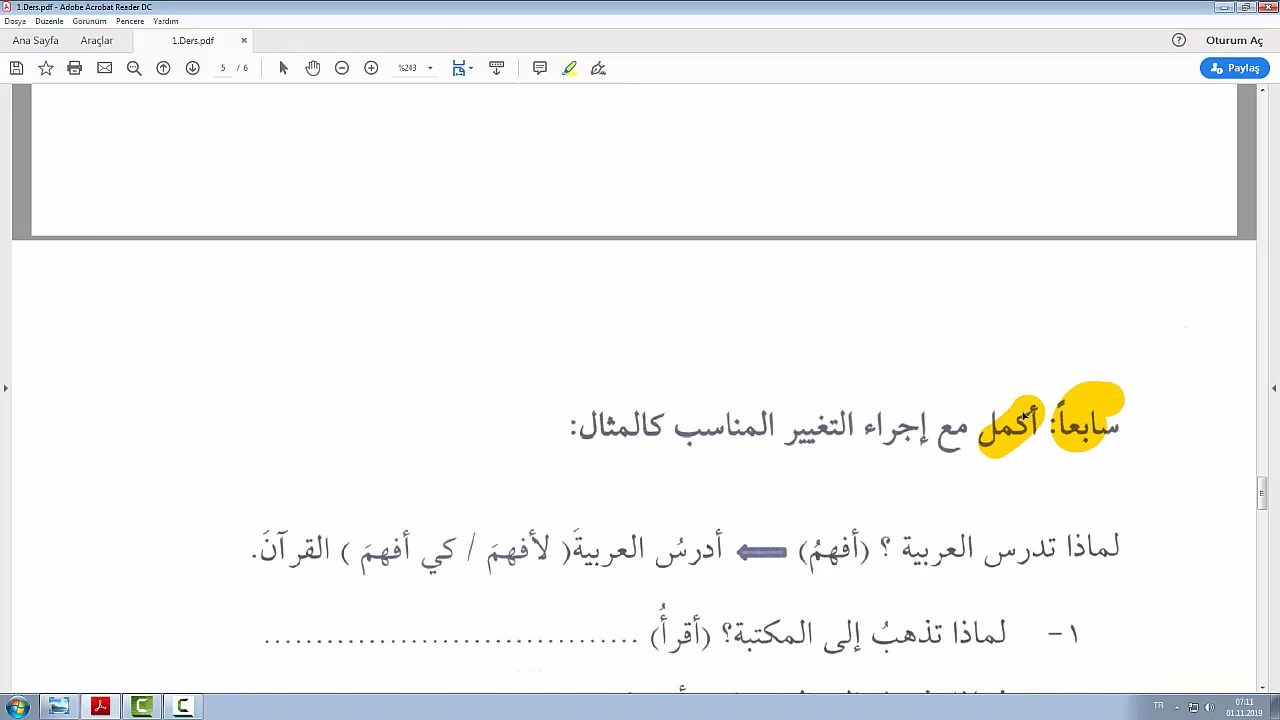 1.Ders.pdf - Adobe Acrobat Reader DC
Dosya Düzenle Görünüm Pencere Yardım
Ana Sayfa Araçlar 1.Ders.pdf × ? Oturum Aç
5 / 6 %243 Paylaş
سابعاً: أكمل مع إجراء التغيير المناسب كالمثال:
لماذا تدرس العربية ؟ (أفهمُ) أدرسُ العربيةَ( لأفهمَ / كي أفهمَ ) القرآنَ.
١- لماذا تذهبُ إلى المكتبة؟ (أقرأُ) ....................................
TR 07:11
01.11.2019